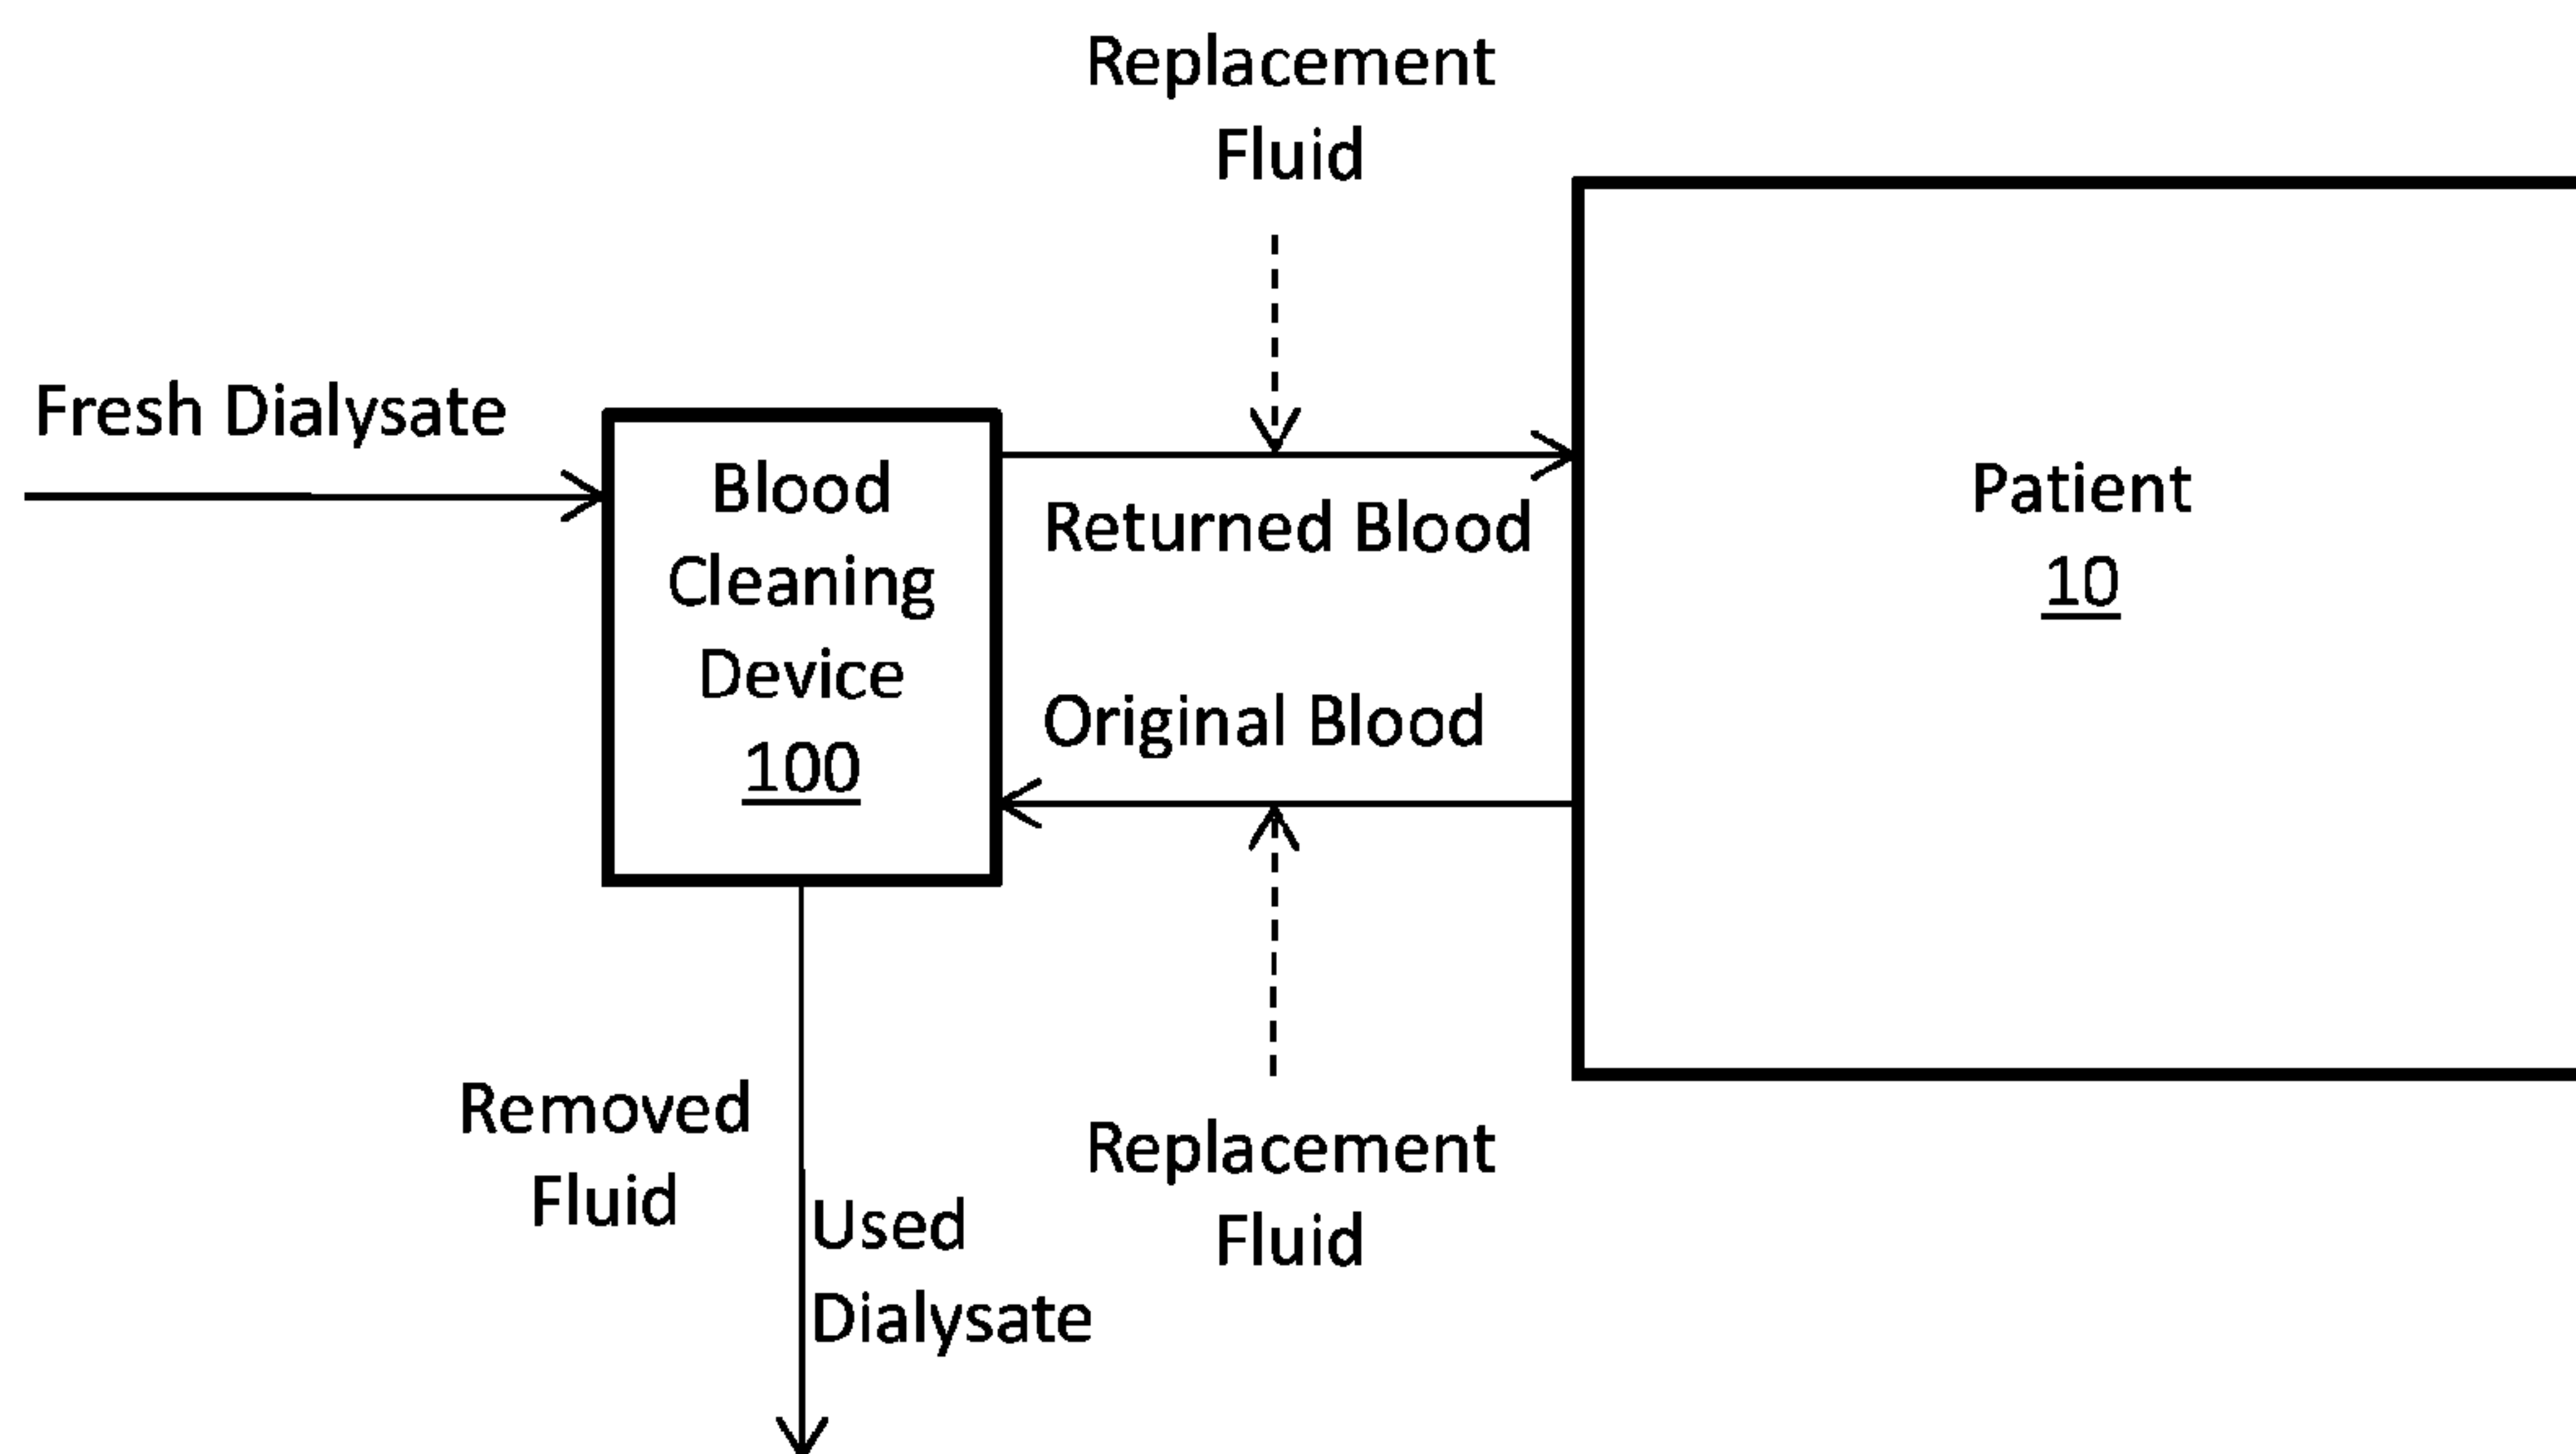 Replacement
Fluid
Fresh Dialysate
Blood
Cleaning
Device
100
Returned Blood
Original Blood
Patient
10
Removed
Fluid
Used
Dialysate
Replacement
Fluid